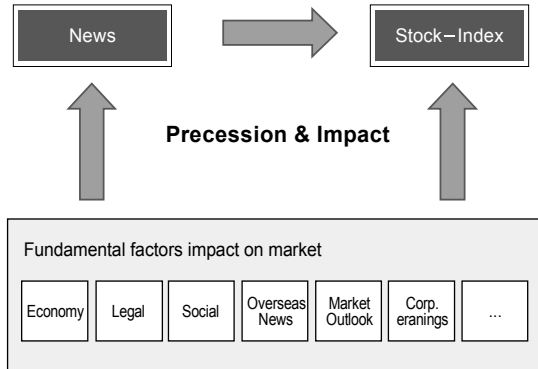 News
Stock–Index
Precession & Impact
Fundamental factors impact on market
Economy
Legal
Social
Overseas
News
Market
Outlook
Corp.
eranings
...